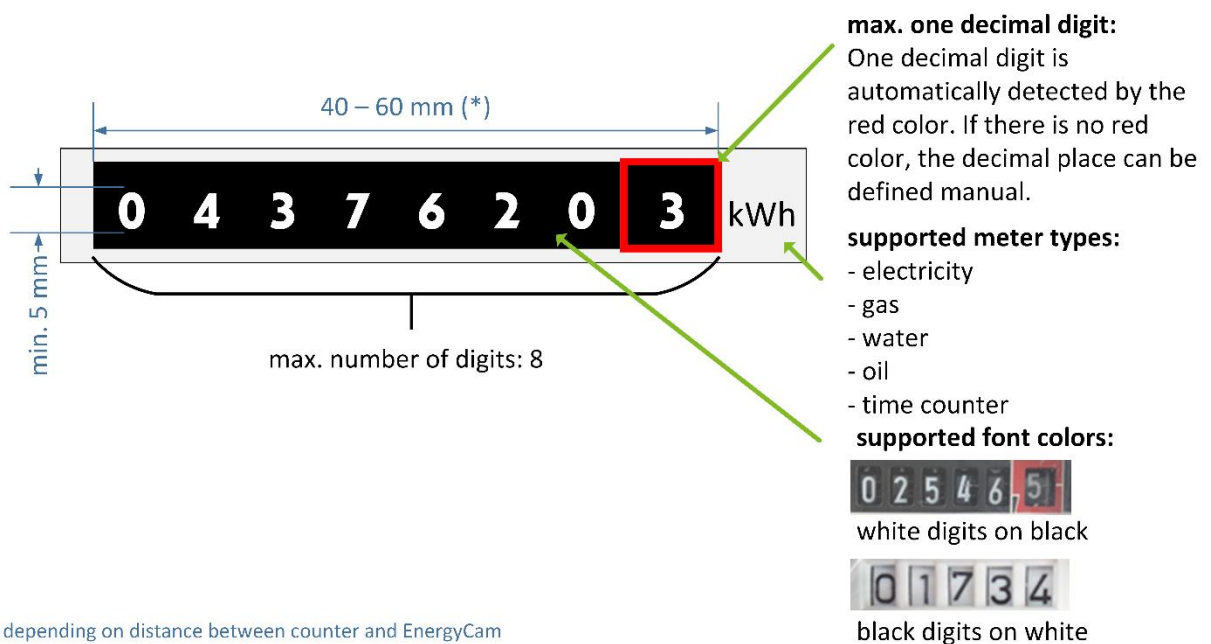 max. one decimal digit:
One decimal digit is
automatically detected by the
red color. If there is no red
color, the decimal place can be
defined manual.
40 – 60 mm (*)
min. 5 mm
0 4 3 7 6 2 0 3 kWh
max. number of digits: 8
supported meter types:
- electricity
- gas
- water
- oil
- time counter
supported font colors:
0 2 5 4 6, 5
white digits on black
0 1 7 3 4
black digits on white
depending on distance between counter and EnergyCam